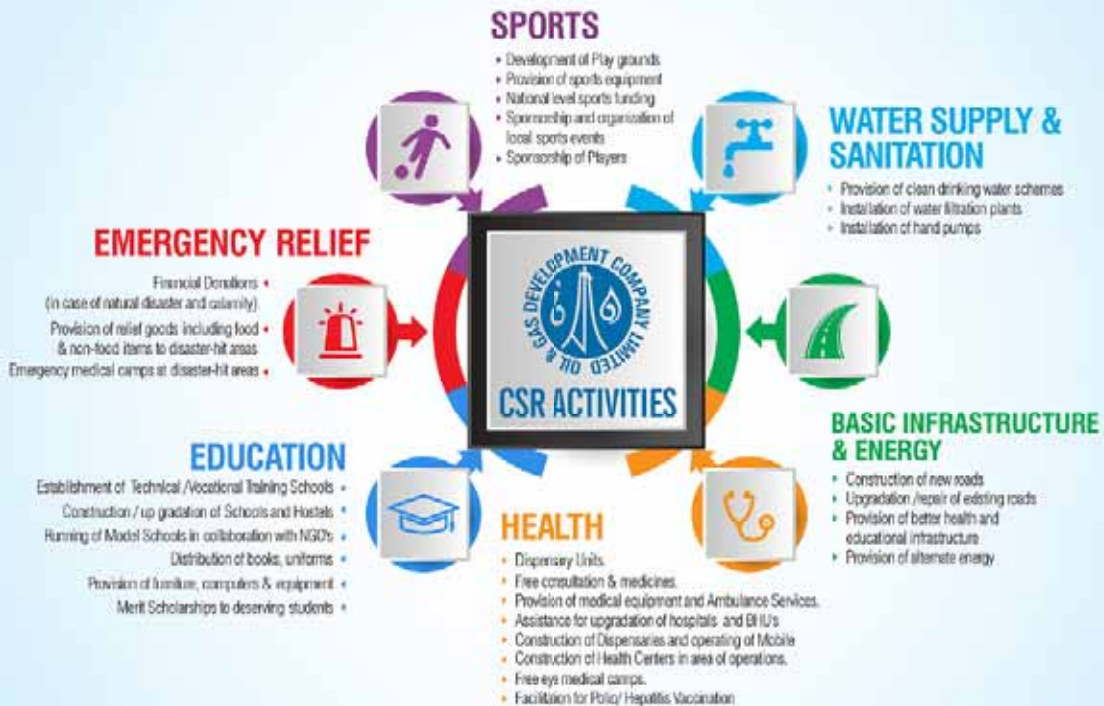 SPORTS
• Development of Play grounds
• Provision of sports equipment
• National level sports funding
• Sponsorship and organization of
local sports events
• Sponsorship of Players
WATER SUPPLY &
SANITATION
• Provision of clean drinking water schemes
• Installation of water filtration plants
• Installation of hand pumps
EMERGENCY RELIEF
Financial Donations •
(in case of natural disaster and calamity)
Provision of relief goods including food •
& non-food items to disaster-hit areas
Emergency medical camps at disaster-hit areas •
OIL & GAS DEVELOPMENT COMPANY LIMITED
CSR ACTIVITIES
BASIC INFRASTRUCTURE
& ENERGY
• Construction of new roads
• Upgradation /repair of existing roads
• Provision of better health and
educational infrastructure
• Provision of alternate energy
EDUCATION
Establishment of Technical /Vocational Training Schools •
Construction / up gradation of Schools and Hostels •
Running of Model Schools in collaboration with NGO's •
Distribution of books, uniforms •
Provision of furniture, computers & equipment •
Merit Scholarships to deserving students •
HEALTH
• Dispensary Units.
• Free consultation & medicines.
• Provision of medical equipment and Ambulance Services.
• Assistance for upgradation of hospitals and BHU's
• Construction of Dispensaries and operating of Mobile
• Construction of Health Centers in area of operations.
• Free eye medical camps.
• Facilitation for Polio/ Hepatitis Vaccination